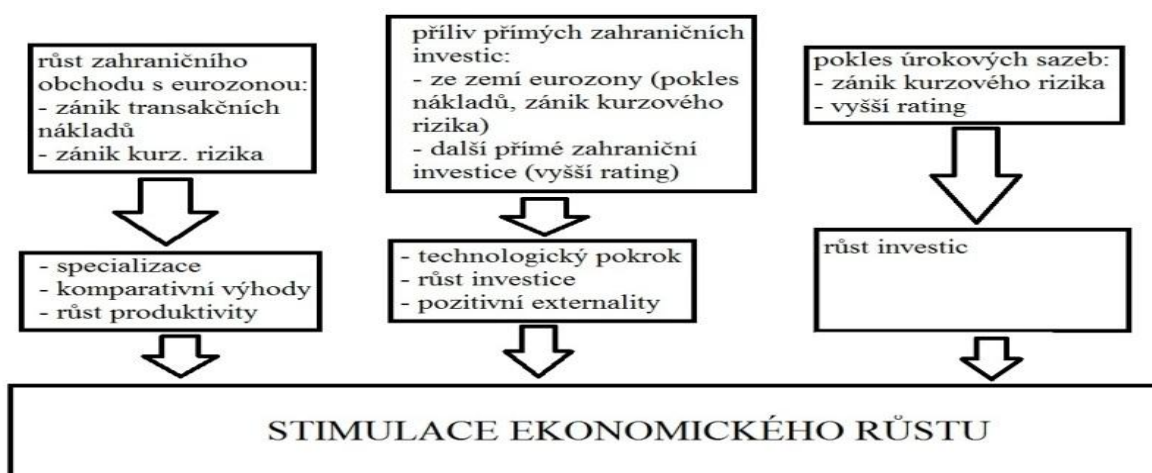 růst zahraničního
obchodu s eurozonou:
- zánik transakčních
nákladů
- zánik kurz. rizika
příliv přímých zahraničních
investic:
- ze zemí eurozony (pokles
nákladů, zánik kurzového
rizika)
- další přímé zahraniční
investice (vyšší rating)
pokles úrokových sazeb:
- zánik kurzového rizika
- vyšší rating
- specializace
- komparativní výhody
- růst produktivity
- technologický pokrok
- růst investice
- pozitivní externality
růst investic
STIMULACE EKONOMICKÉHO RŮSTU